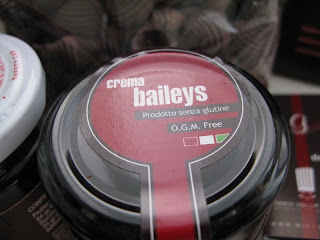 crema
baileys
Prodotto senza glutine
O.G.M. Free